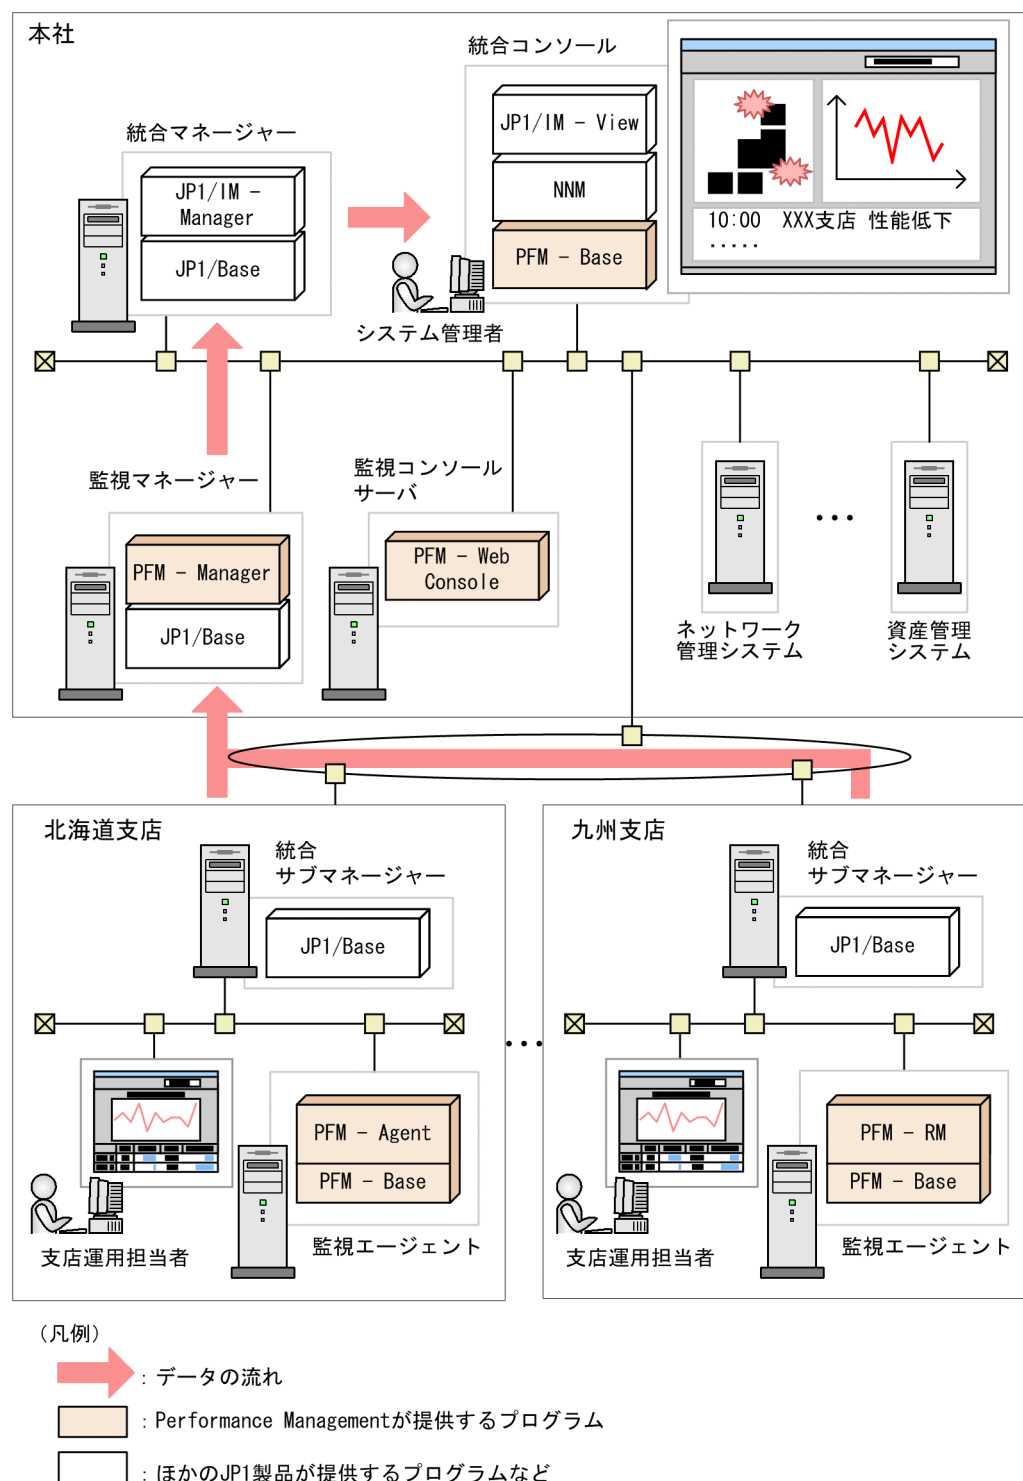 本社
統合コンソール
JP1/IM − View
NNM
PFM − Base
10:00 XXX支店 性能低下
・・・・・
統合マネージャー
JP1/IM −
Manager
JP1/Base
システム管理者
監視マネージャー
PFM − Manager
JP1/Base
監視コンソール
サーバ
PFM − Web
Console
・・・
ネットワーク
管理システム
資産管理
システム
北海道支店
統合
サブマネージャー
JP1/Base
PFM − Agent
PFM − Base
支店運用担当者
監視エージェント
・・・
九州支店
統合
サブマネージャー
JP1/Base
PFM − RM
PFM − Base
支店運用担当者
監視エージェント
（凡例）
：データの流れ
：Performance Managementが提供するプログラム
：ほかのJP1製品が提供するプログラムなど